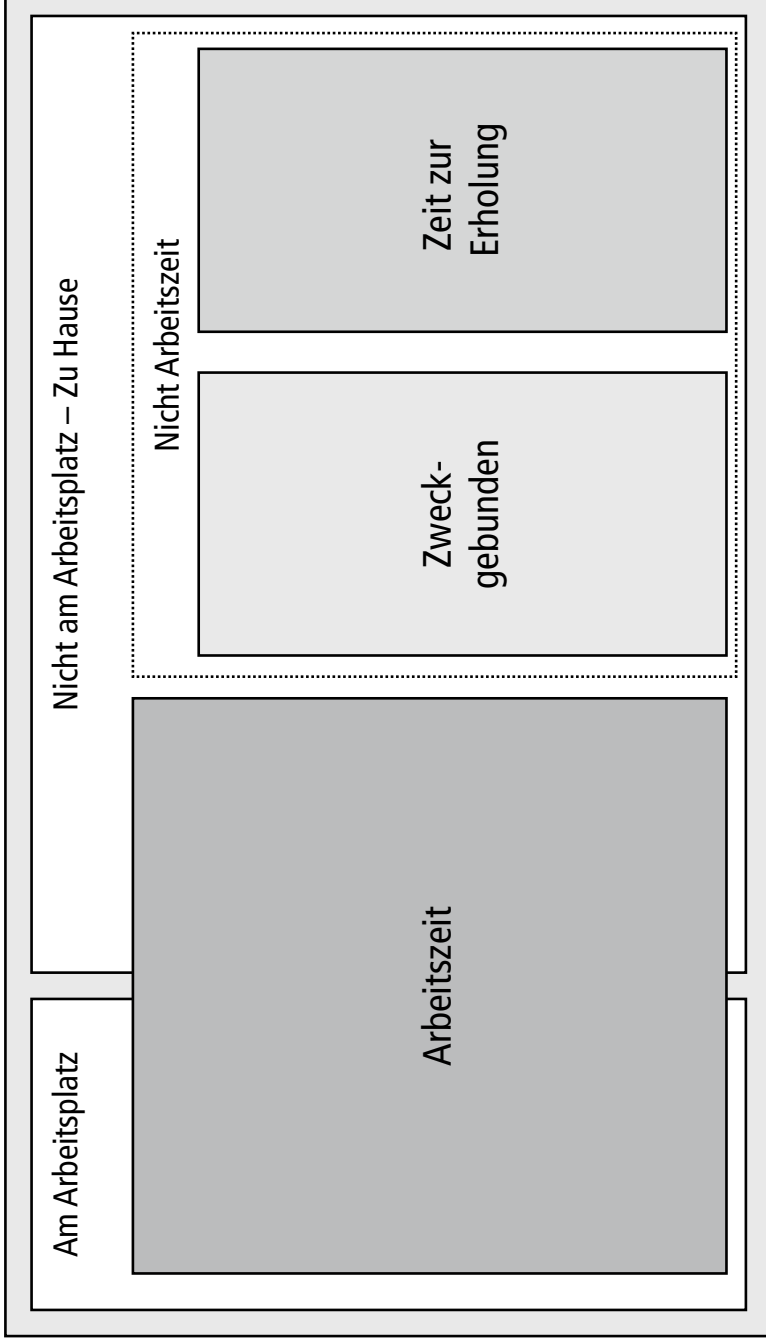 Am Arbeitsplatz
Nicht am Arbeitsplatz – Zu Hause
Arbeitszeit
Nicht Arbeitszeit
Zweck-
gebunden
Zeit zur
Erholung